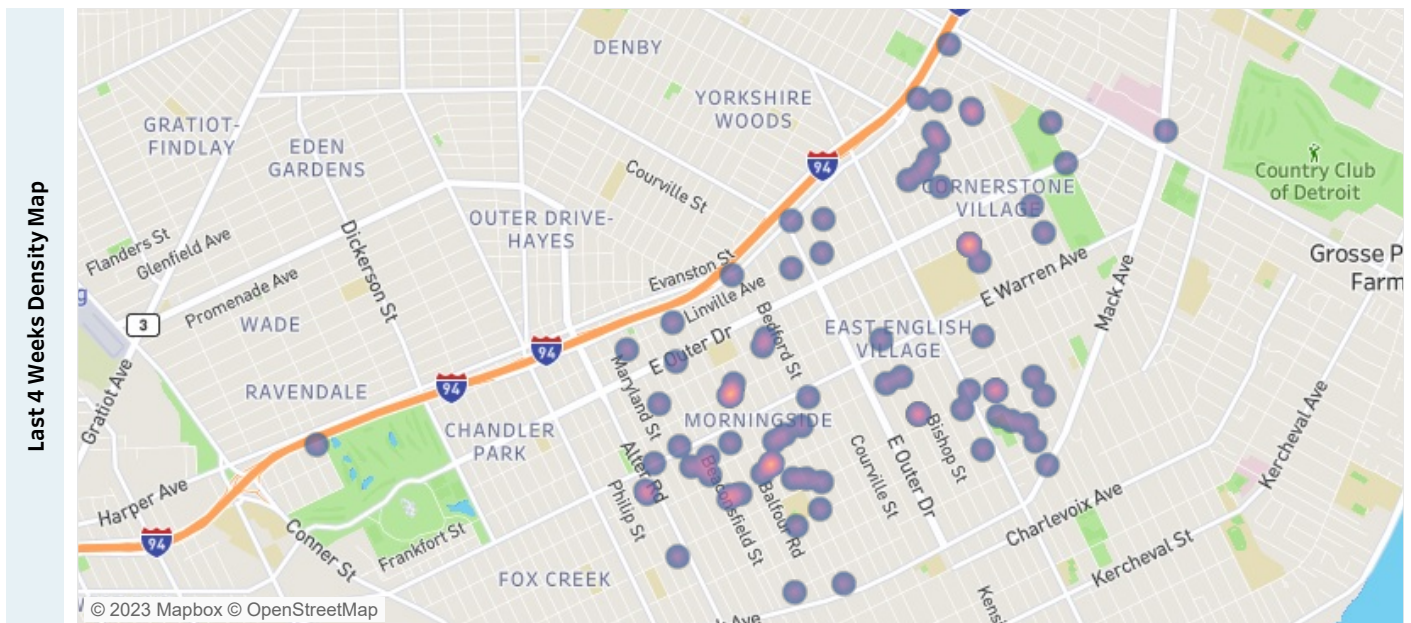 Last 4 Weeks Density Map
DENBY
YORKSHIRE
WOODS
GRATIOT-
FINDLAY
EDEN
GARDENS
94
Country Club
of Detroit
Courville St
CORNERSTONE
VILLAGE
OUTER DRIVE-
HAYES
Flanders St
Glenfield Ave
Dickerson St
Evanston St
Grosse P
Farm
Promenade Ave
Linville Ave
E Warren Ave
Mack Ave
3
WADE
E Outer Dr
Bedford St
EAST ENGLISH
VILLAGE
94
94
Gratiot Ave
RAVENDALE
Maryland St
MORNINGSIDE
CHANDLER
PARK
Alter Rd
Courville St
E Outer Dr
Bishop St
Kercheval Ave
Harper Ave
Philip St
Beaconsfield St
Balfour Rd
Charlevoix Ave
94
Conner St
Frankfort St
Kercheval St
FOX CREEK
Kensi
k Ave
© 2023 Mapbox © OpenStreetMap